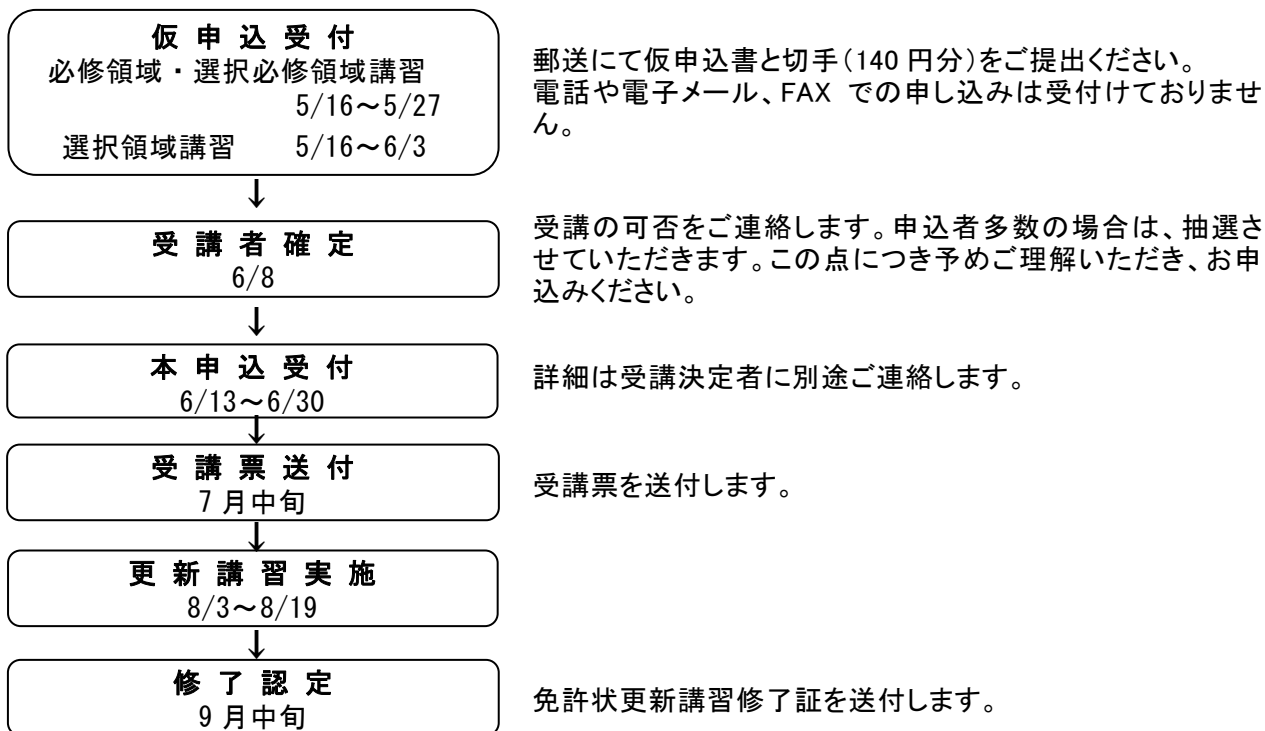 仮申込受付
必修領域・選択必修領域講習
5/16～5/27
選択領域講習 5/16～6/3
郵送にて仮申込書と切手(140 円分)をご提出ください。
電話や電子メール、FAX での申し込みは受付けておりませ
ん。
↓
受講者確定
6/8
受講の可否をご連絡します。申込者多数の場合は、抽選さ
せていただきます。この点につき予めご理解いただき、お申
込みください。
↓
本申込受付
6/13～6/30
詳細は受講決定者に別途ご連絡します。
↓
受講票送付
7 月中旬
受講票を送付します。
↓
更新講習実施
8/3～8/19
↓
修了認定
9 月中旬
免許状更新講習修了証を送付します。